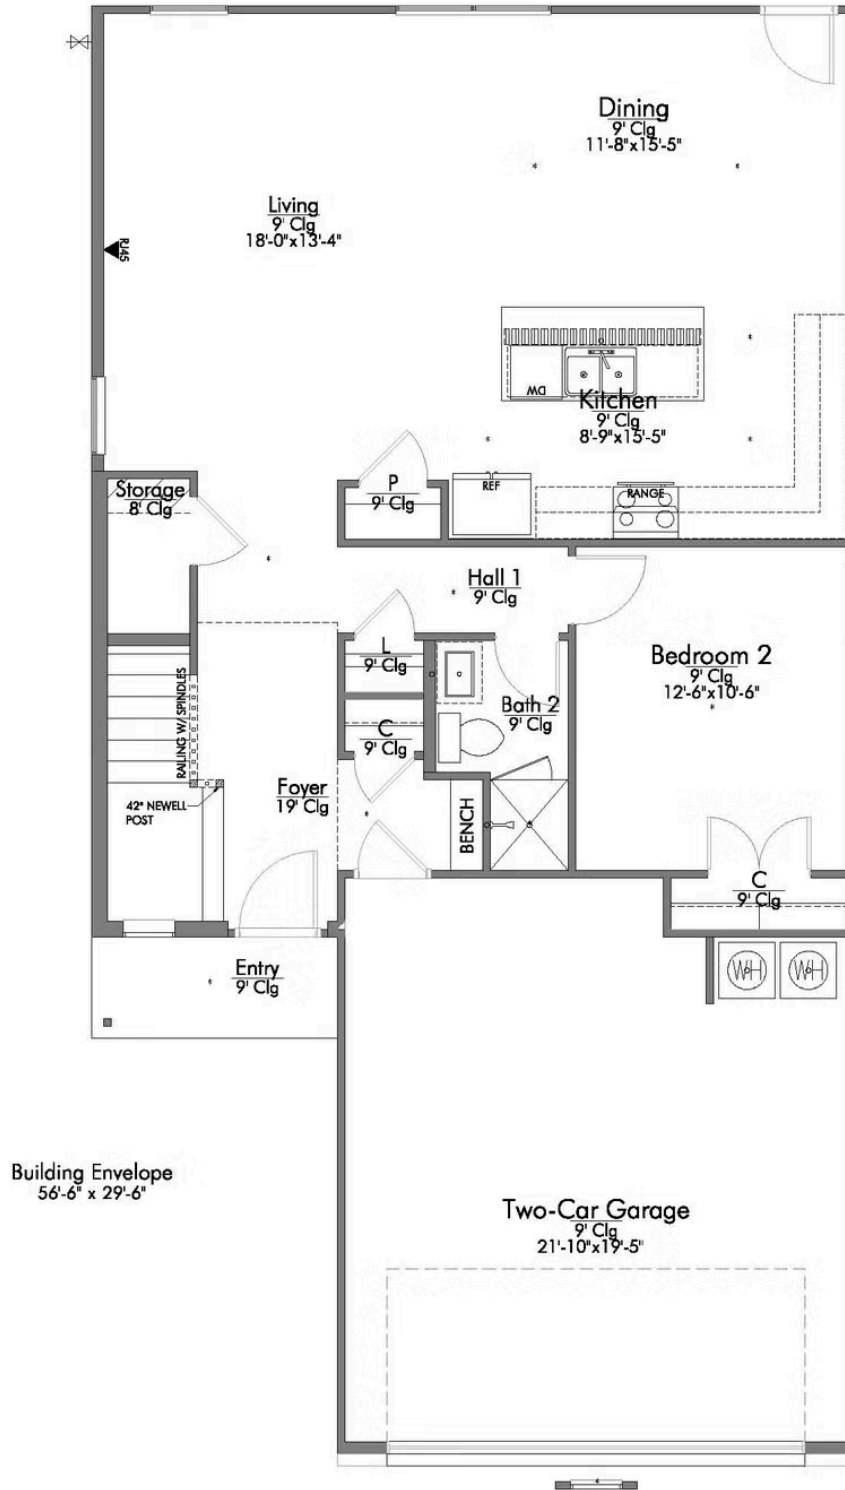 Dining
9' Clg
11'-8"x15'-5"
Living
9' Clg
18'-0"x13'-4"
RJ45
DW
Kitchen
9' Clg
8'-9"x15'-5"
P
9' Clg
REF
RANGE
Storage
8' Clg
Hall 1
9' Clg
L
9' Clg
Bedroom 2
9' Clg
12'-6"x10'-6"
RAILING W/ SPINDLES
Bath 2
9' Clg
C
9' Clg
Foyer
19' Clg
42" NEWELL
POST
BENCH
C
9' Clg
Entry
9' Clg
WH
WH
Building Envelope
56'-6" x 29'-6"
Two-Car Garage
9' Clg
21'-10"x19'-5"